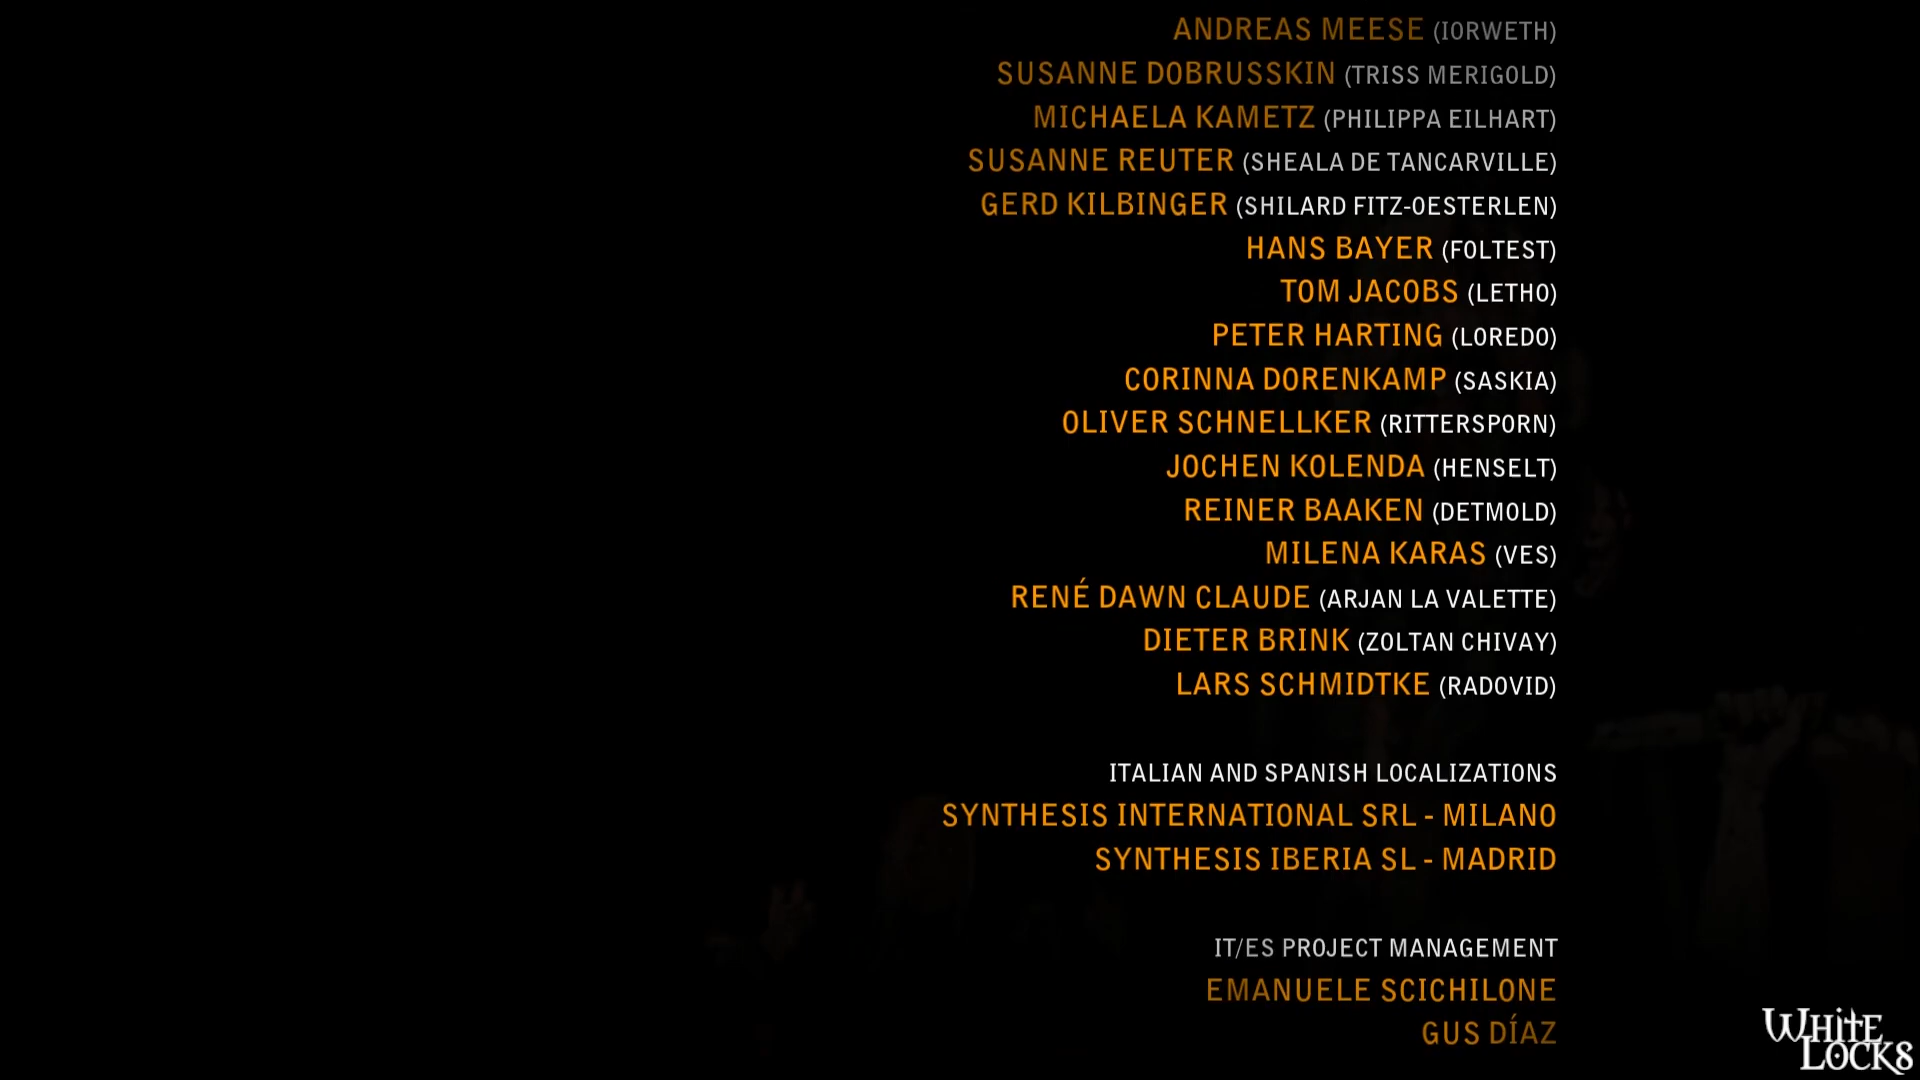 ANDREAS MEESE (IORWETH)
SUSANNE DOBRUSSKIN (TRISS MERIGOLD)
MICHAELA KAMETZ (PHILIPPA EILHART)
SUSANNE REUTER (SHEALA DE TANCARVILLE)
GERD KILBINGER (SHILARD FITZ-OESTERLEN)
HANS BAYER (FOLTEST)
TOM JACOBS (LETHO)
PETER HARTING (LOREDO)
CORINNA DORENKAMP (SASKIA)
OLIVER SCHNELLKER (RITTERSPORN)
JOCHEN KOLENDA (HENSELT)
REINER BAAKEN (DETMOLD)
MILENA KARAS (VES)
RENÉ DAWN CLAUDE (ARJAN LA VALETTE)
DIETER BRINK (ZOLTAN CHIVAY)
LARS SCHMIDTKE (RADOVID)
ITALIAN AND SPANISH LOCALIZATIONS
SYNTHESIS INTERNATIONAL SRL - MILANO
SYNTHESIS IBERIA SL - MADRID
IT/ES PROJECT MANAGEMENT
EMANUELE SCICHILONE
GUS DÍAZ
WHITE
LOCKS